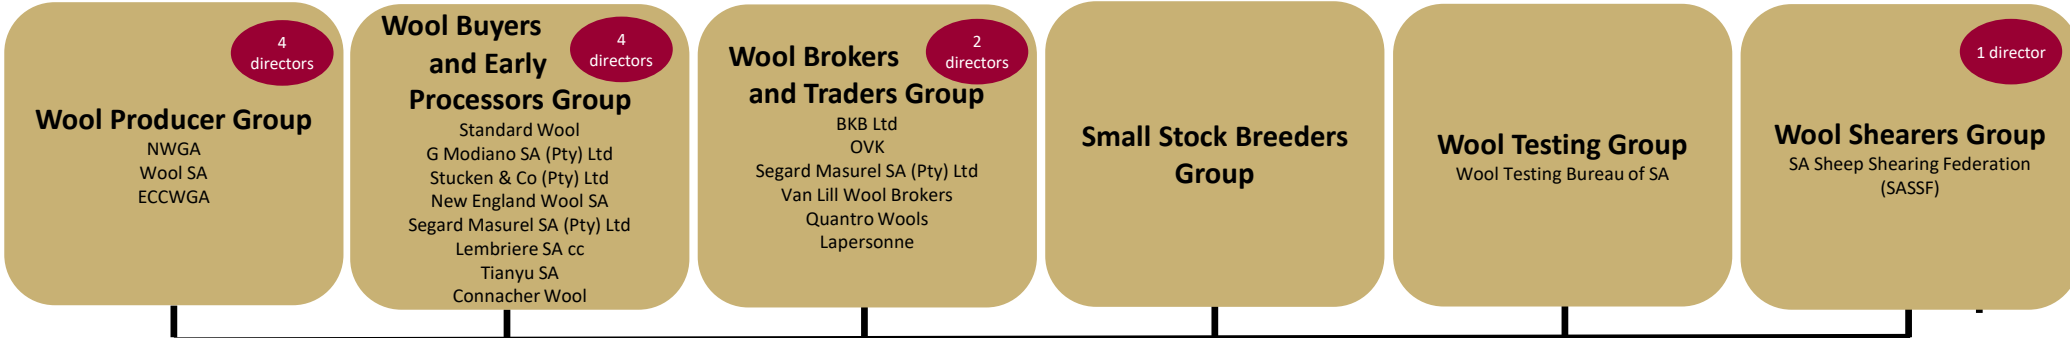 4
directors
Wool Producer Group
NWGA
Wool SA
ECCWGA
Wool Buyers
and Early
Processors Group
4
directors
Standard Wool
G Modiano SA (Pty) Ltd
Stucken & Co (Pty) Ltd
New England Wool SA
Segard Masurel SA (Pty) Ltd
Lembriere SA cc
Tianyu SA
Connacher Wool
2
directors
Wool Brokers
and Traders Group
BKB Ltd
OVK
Segard Masurel SA (Pty) Ltd
Van Lill Wool Brokers
Quantro Wools
Lapersonne
Small Stock Breeders
Group
Wool Testing Group
Wool Testing Bureau of SA
1 director
Wool Shearers Group
SA Sheep Shearing Federation
(SASSF)